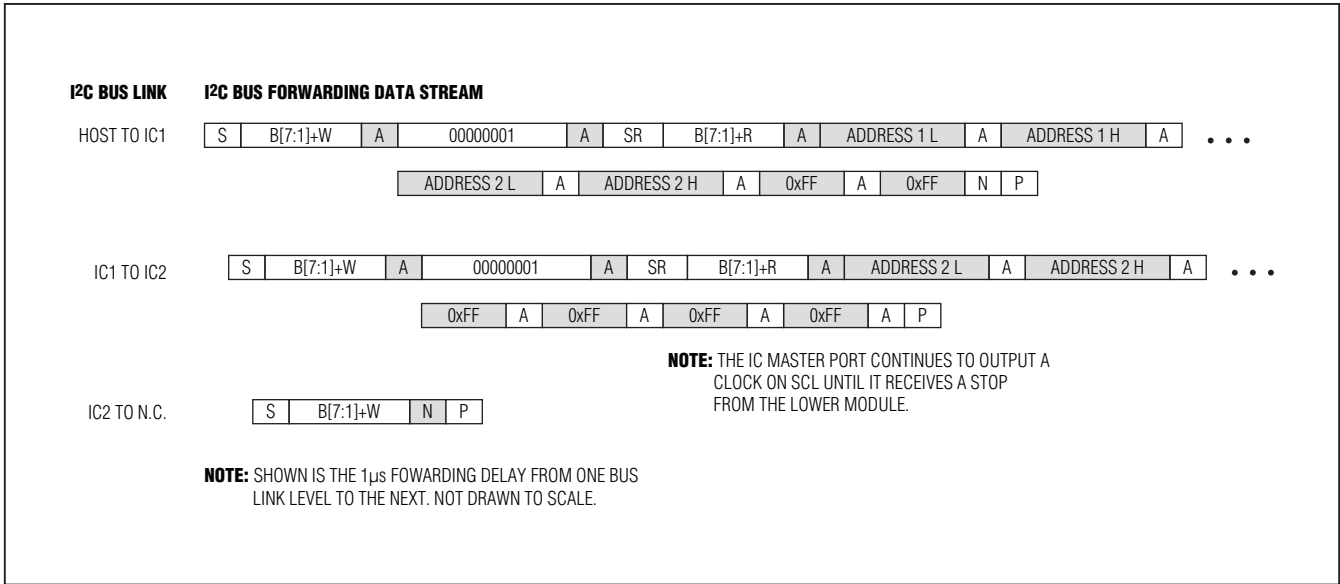 I2C BUS LINK I2C BUS FORWARDING DATA STREAM
HOST TO IC1 S B[7:1]+W A 00000001 A SR B[7:1]+R A ADDRESS 1 L A ADDRESS 1 H A • • •
ADDRESS 2 L A ADDRESS 2 H A 0xFF A 0xFF N P
IC1 TO IC2 S B[7:1]+W A 00000001 A SR B[7:1]+R A ADDRESS 2 L A ADDRESS 2 H A • • •
0xFF A 0xFF A 0xFF A 0xFF A P
NOTE: THE IC MASTER PORT CONTINUES TO OUTPUT A
CLOCK ON SCL UNTIL IT RECEIVES A STOP
FROM THE LOWER MODULE.
IC2 TO N.C. S B[7:1]+W N P
NOTE: SHOWN IS THE 1µs FOWARDING DELAY FROM ONE BUS
LINK LEVEL TO THE NEXT. NOT DRAWN TO SCALE.